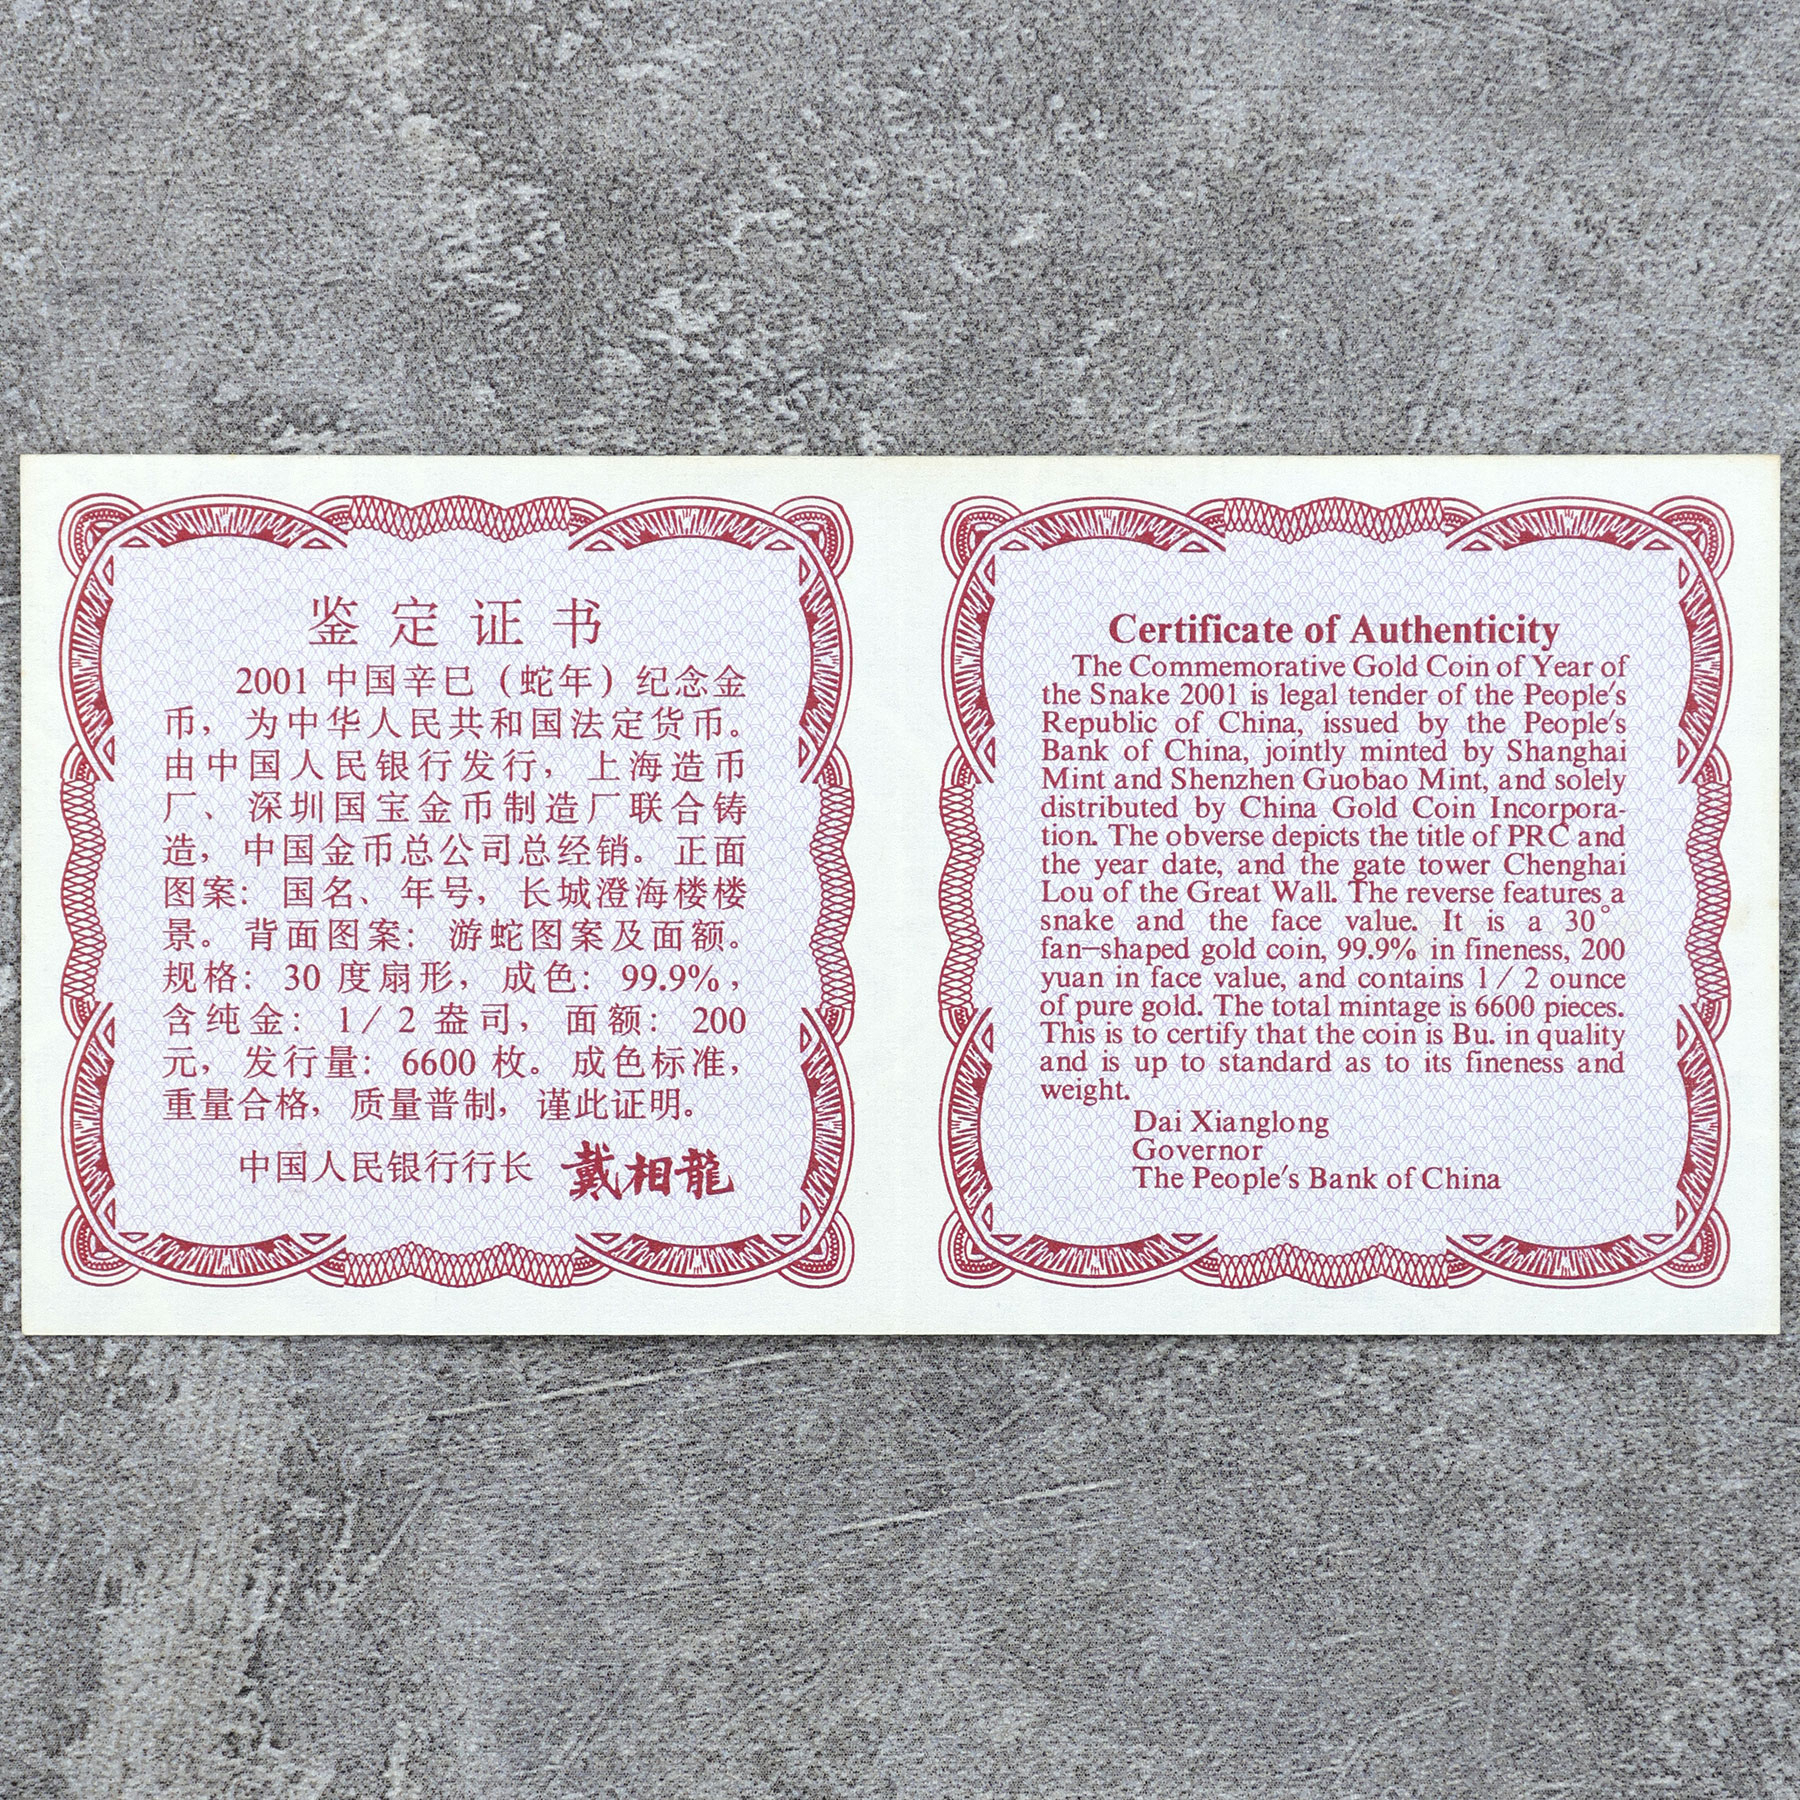 鉴定证书
2001中国辛巳（蛇年）纪念金
币，为中华人民共和国法定货币。
由中国人民银行发行，上海造币
厂、深圳国宝金币制造厂联合铸
造，中国金币总公司总经销。正面
图案：国名、年号，长城澄海楼楼
景。背面图案：游蛇图案及面额。
规格：30度扇形，成色：99.9%，
含纯金：1/2盎司，面额：200
元，发行量：6600枚。成色标准，
重量合格，质量普制，谨此证明。
中国人民银行行长 戴相龍
Certificate of Authenticity
The Commemorative Gold Coin of Year of
the Snake 2001 is legal tender of the People's
Republic of China, issued by the People's
Bank of China, jointly minted by Shanghai
Mint and Shenzhen Guobao Mint, and solely
distributed by China Gold Coin Incorpora-
tion. The obverse depicts the title of PRC and
the year date, and the gate tower Chenghai
Lou of the Great Wall. The reverse features a
snake and the face value. It is a 30°
fan-shaped gold coin, 99.9% in fineness, 200
yuan in face value, and contains 1/2 ounce
of pure gold. The total mintage is 6600 pieces.
This is to certify that the coin is Bu. in quality
and is up to standard as to its fineness and
weight.
Dai Xianglong
Governor
The People's Bank of China